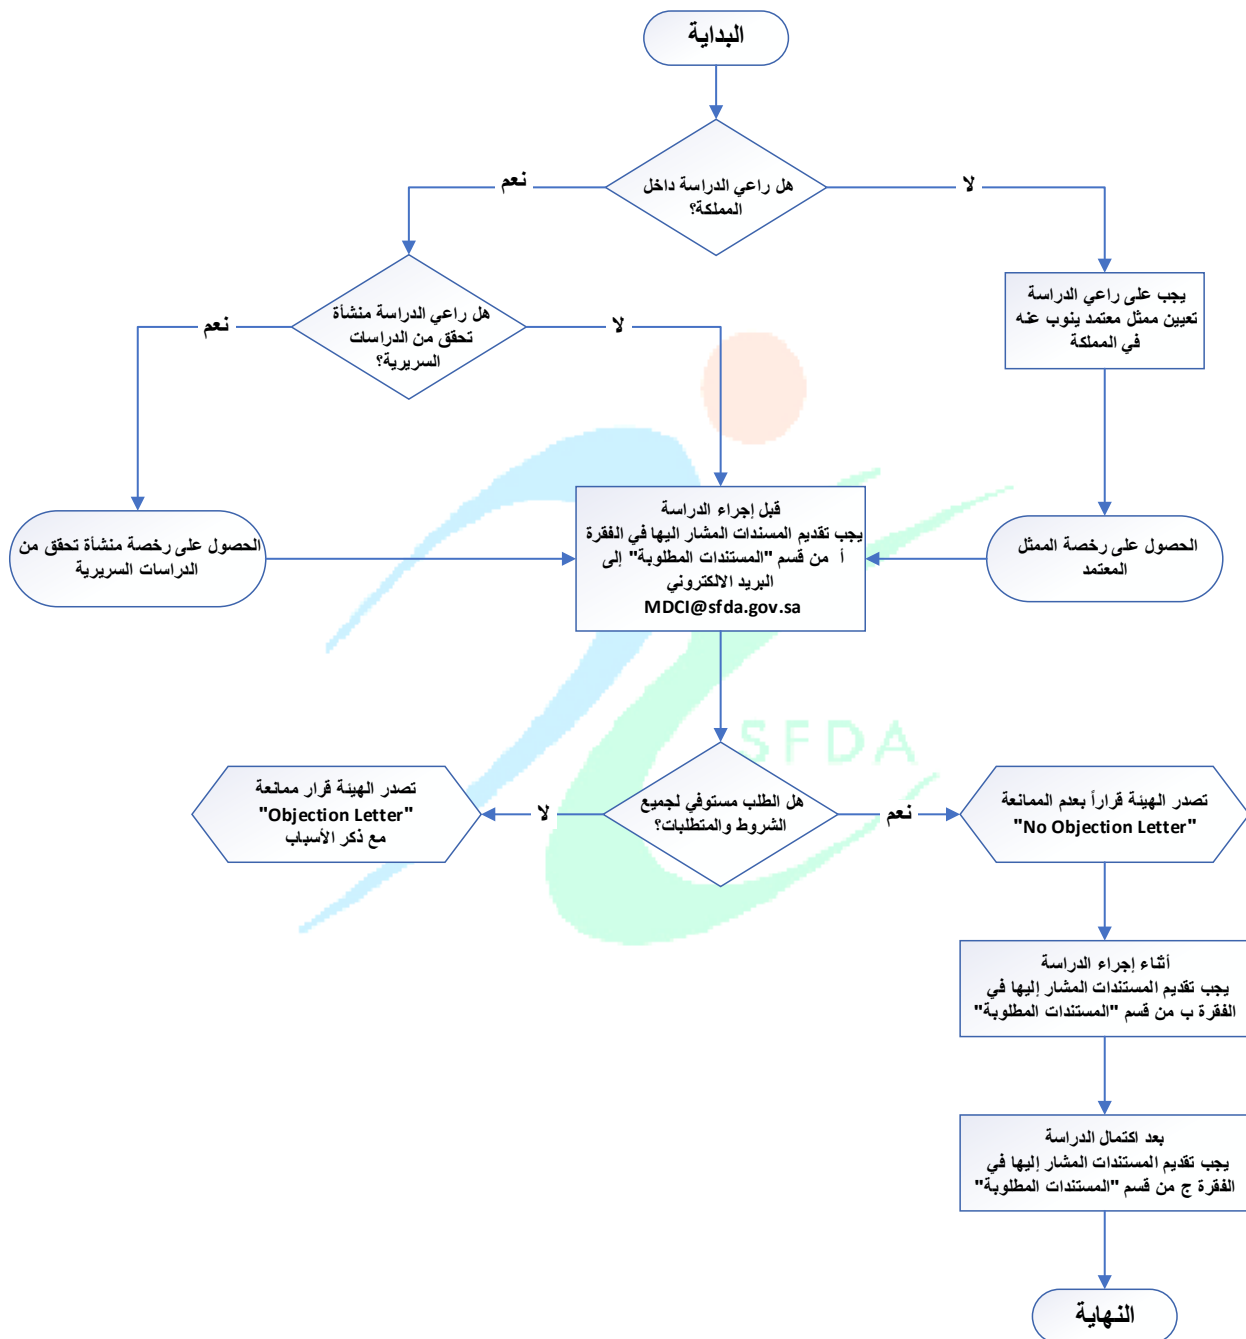 البداية
هل راعي الدراسة داخل
المملكة؟
نعم
لا
هل راعي الدراسة منشأة
تحقق من الدراسات
السريرية؟
يجب على راعي الدراسة
تعيين ممثل معتمد ينوب عنه
في المملكة
نعم
لا
الحصول على رخصة منشأة تحقق من
الدراسات السريرية
قبل إجراء الدراسة
يجب تقديم المسندات المشار اليها في الفقرة
أ من قسم "المستندات المطلوبة" إلى
البريد الالكتروني
MDCI@sfda.gov.sa
الحصول على رخصة الممثل
المعتمد
SFDA
هل الطلب مستوفي لجميع
الشروط والمتطلبات؟
لا
نعم
تصدر الهيئة قرار ممانعة
"Objection Letter"
مع ذكر الأسباب
تصدر الهيئة قراراً بعدم الممانعة
"No Objection Letter"
أثناء إجراء الدراسة
يجب تقديم المستندات المشار إليها في
الفقرة ب من قسم "المستندات المطلوبة"
بعد اكتمال الدراسة
يجب تقديم المستندات المشار إليها في
الفقرة ج من قسم "المستندات المطلوبة"
النهاية